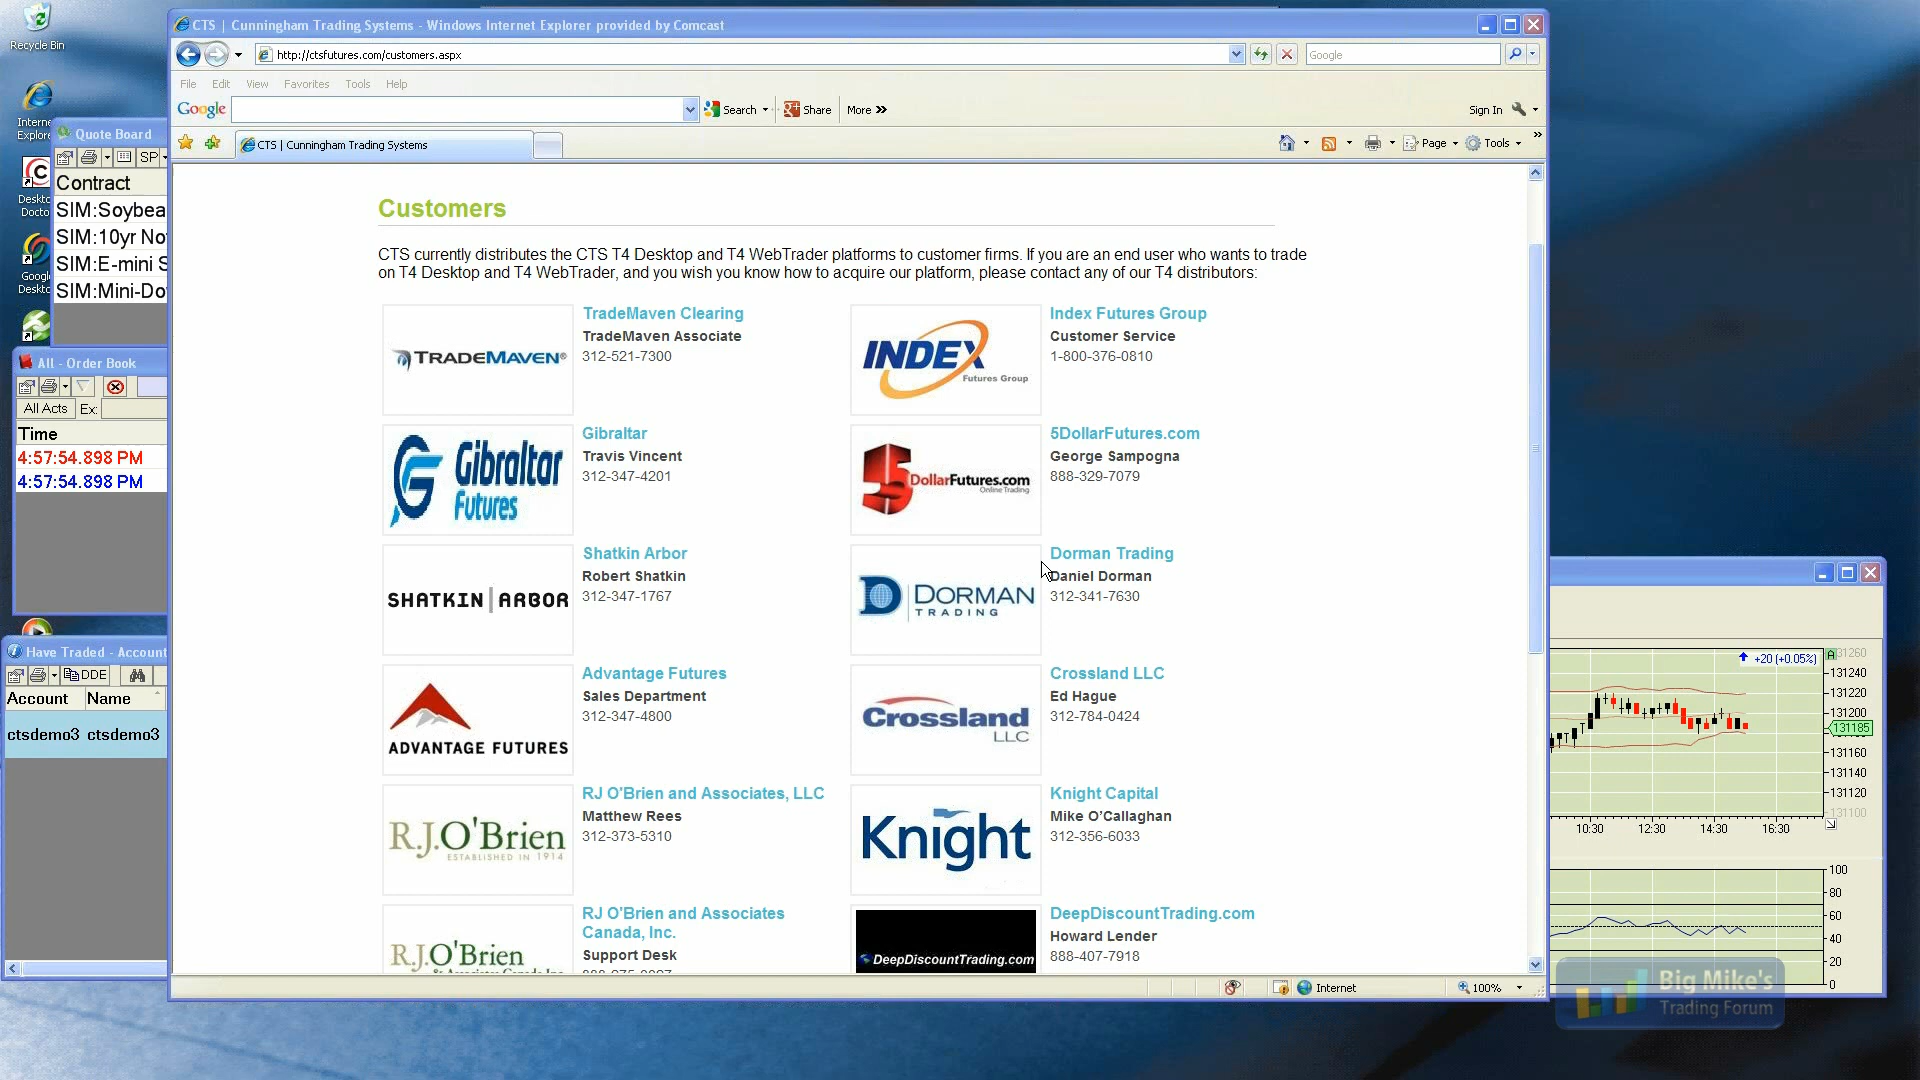 Recycle Bin
CTS | Cunningham Trading Systems - Windows Internet Explorer provided by Comcast
http://ctsfutures.com/customers.aspx
Google
File Edit View Favorites Tools Help
Google Search Share More »
Sign In
CTS | Cunningham Trading Systems
Page Tools
Quote Board
SP
Contract
SIM:Soybea
SIM:10yr No
SIM:E-mini S
SIM:Mini-Do
All - Order Book
All Acts Ex:
Time
4:57:54.898 PM
4:57:54.898 PM
Have Traded - Account
DDE
Account Name
ctsdemo3 ctsdemo3
Customers
CTS currently distributes the CTS T4 Desktop and T4 WebTrader platforms to customer firms. If you are an end user who wants to trade
on T4 Desktop and T4 WebTrader, and you wish you know how to acquire our platform, please contact any of our T4 distributors:
TRADEMAVEN
TradeMaven Clearing
TradeMaven Associate
312-521-7300
INDEX
Futures Group
Index Futures Group
Customer Service
1-800-376-0810
Gibraltar
Futures
Gibraltar
Travis Vincent
312-347-4201
5DollarFutures.com
Online Trading
5DollarFutures.com
George Sampogna
888-329-7079
SHATKIN | ARBOR
Shatkin Arbor
Robert Shatkin
312-347-1767
DORMAN
TRADING
Dorman Trading
Daniel Dorman
312-341-7630
ADVANTAGE FUTURES
Advantage Futures
Sales Department
312-347-4800
Crossland
LLC
Crossland LLC
Ed Hague
312-784-0424
R.J.O'Brien
ESTABLISHED IN 1914
RJ O'Brien and Associates, LLC
Matthew Rees
312-373-5310
Knight
Knight Capital
Mike O'Callaghan
312-356-6033
R.J.O'Brien
RJ O'Brien and Associates
Canada, Inc.
Support Desk
DeepDiscountTrading.com
DeepDiscountTrading.com
Howard Lender
888-407-7918
Internet
100%
+20 (+0.05%)
A
131260
131240
131220
131200
131185
131160
131140
131120
131100
10:30 12:30 14:30 16:30
100
80
60
40
20
0
Big Mike's
Trading Forum